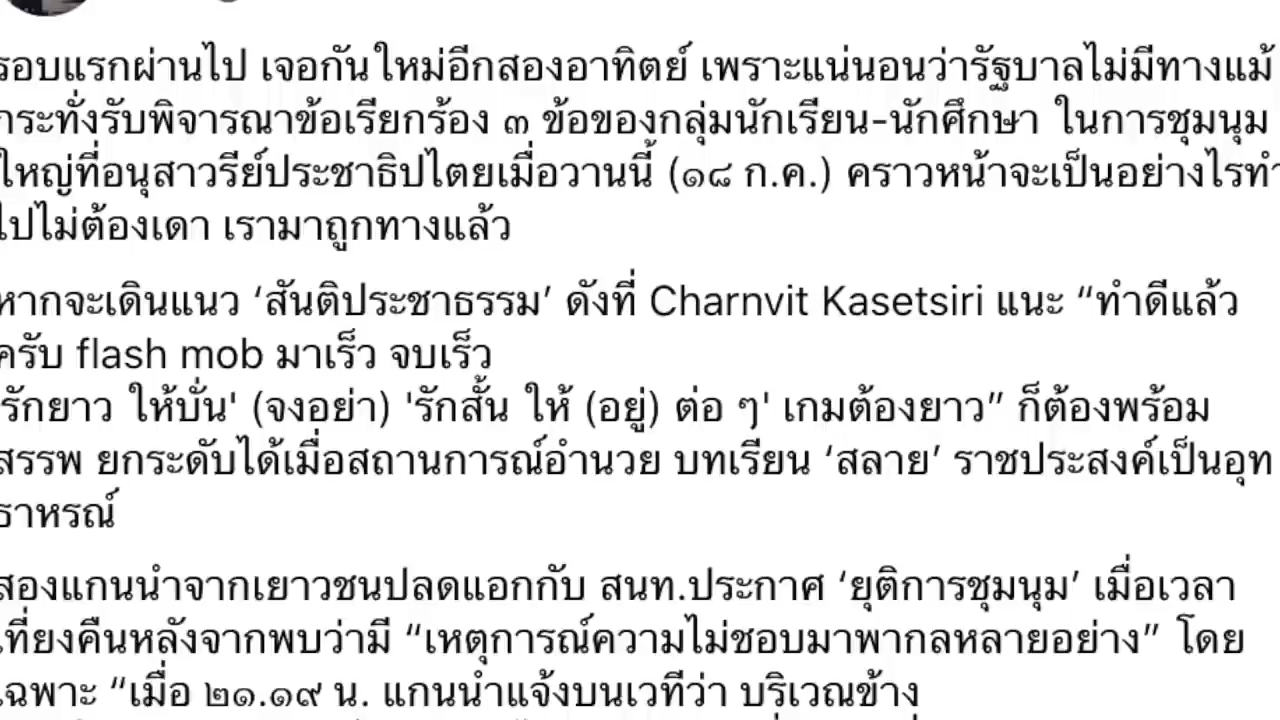 รอบแรกผ่านไป เจอกันใหม่อีกสองอาทิตย์ เพราะแน่นอนว่ารัฐบาลไม่มีทางแม้
กระทั่งรับพิจารณาข้อเรียกร้อง ๓ ข้อของกลุ่มนักเรียน-นักศึกษา ในการชุมนุม
ใหญ่ที่อนุสาวรีย์ประชาธิปไตยเมื่อวานนี้ (๑๘ ก.ค.) คราวหน้าจะเป็นอย่างไรทำ
ไปไม่ต้องเดา เรามาถูกทางแล้ว
หากจะเดินแนว ‘สันติประชาธรรม’ ดังที่ Charnvit Kasetsiri แนะ “ทำดีแล้ว
ครับ flash mob มาเร็ว จบเร็ว
'รักยาว ให้บั่น' (จงอย่า) 'รักสั้น ให้ (อยู่) ต่อ ๆ' เกมต้องยาว” ก็ต้องพร้อม
สรรพ ยกระดับได้เมื่อสถานการณ์อำนวย บทเรียน ‘สลาย’ ราชประสงค์เป็นอุท
ธาหรณ์
สองแกนนำจากเยาวชนปลดแอกกับ สนท.ประกาศ ‘ยุติการชุมนุม’ เมื่อเวลา
เที่ยงคืนหลังจากพบว่ามี “เหตุการณ์ความไม่ชอบมาพากลหลายอย่าง” โดย
เฉพาะ “เมื่อ ๒๑.๑๙ น. แกนนำแจ้งบนเวทีว่า บริเวณข้าง